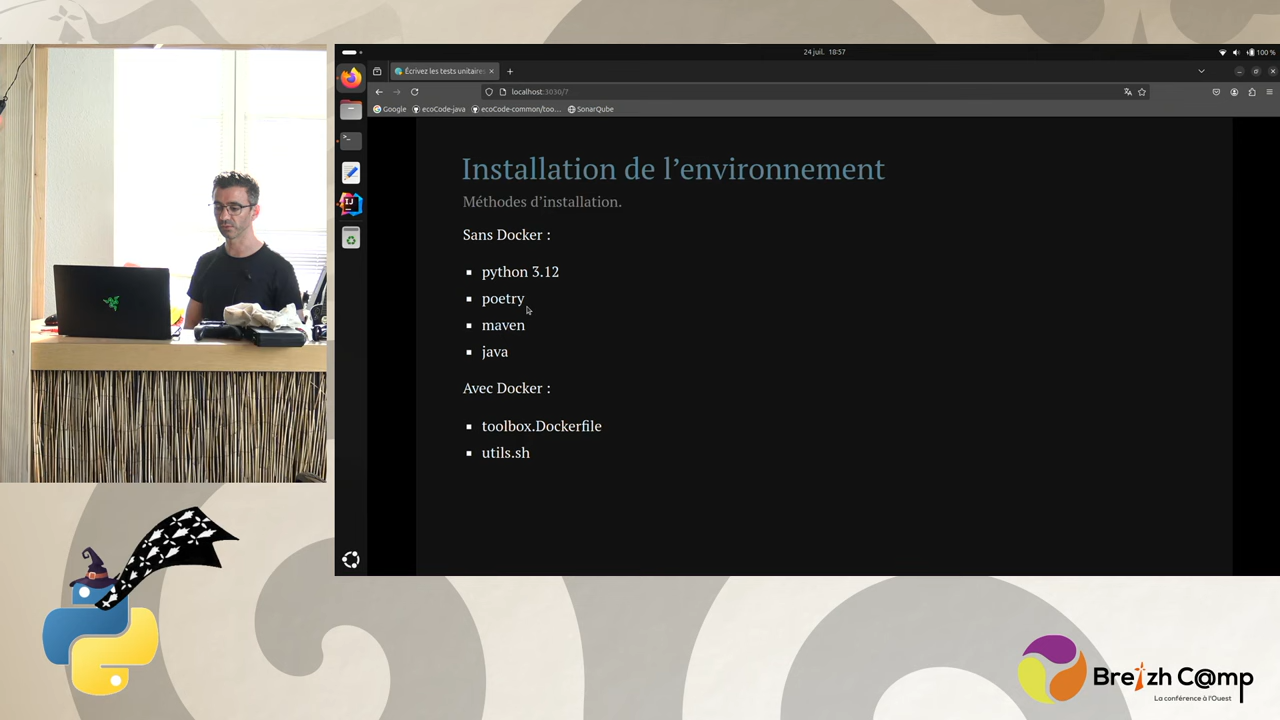 24 juil. 18:57
100 %
Écrivez les tests unitaires
localhost:3030/7
Google
ecoCode-java
ecoCode-common/too…
SonarQube
Installation de l’environnement
Méthodes d’installation.
Sans Docker :
python 3.12
poetry
maven
java
Avec Docker :
toolbox.Dockerfile
utils.sh
IJ
Breizh C@mp
La conférence à l'Ouest